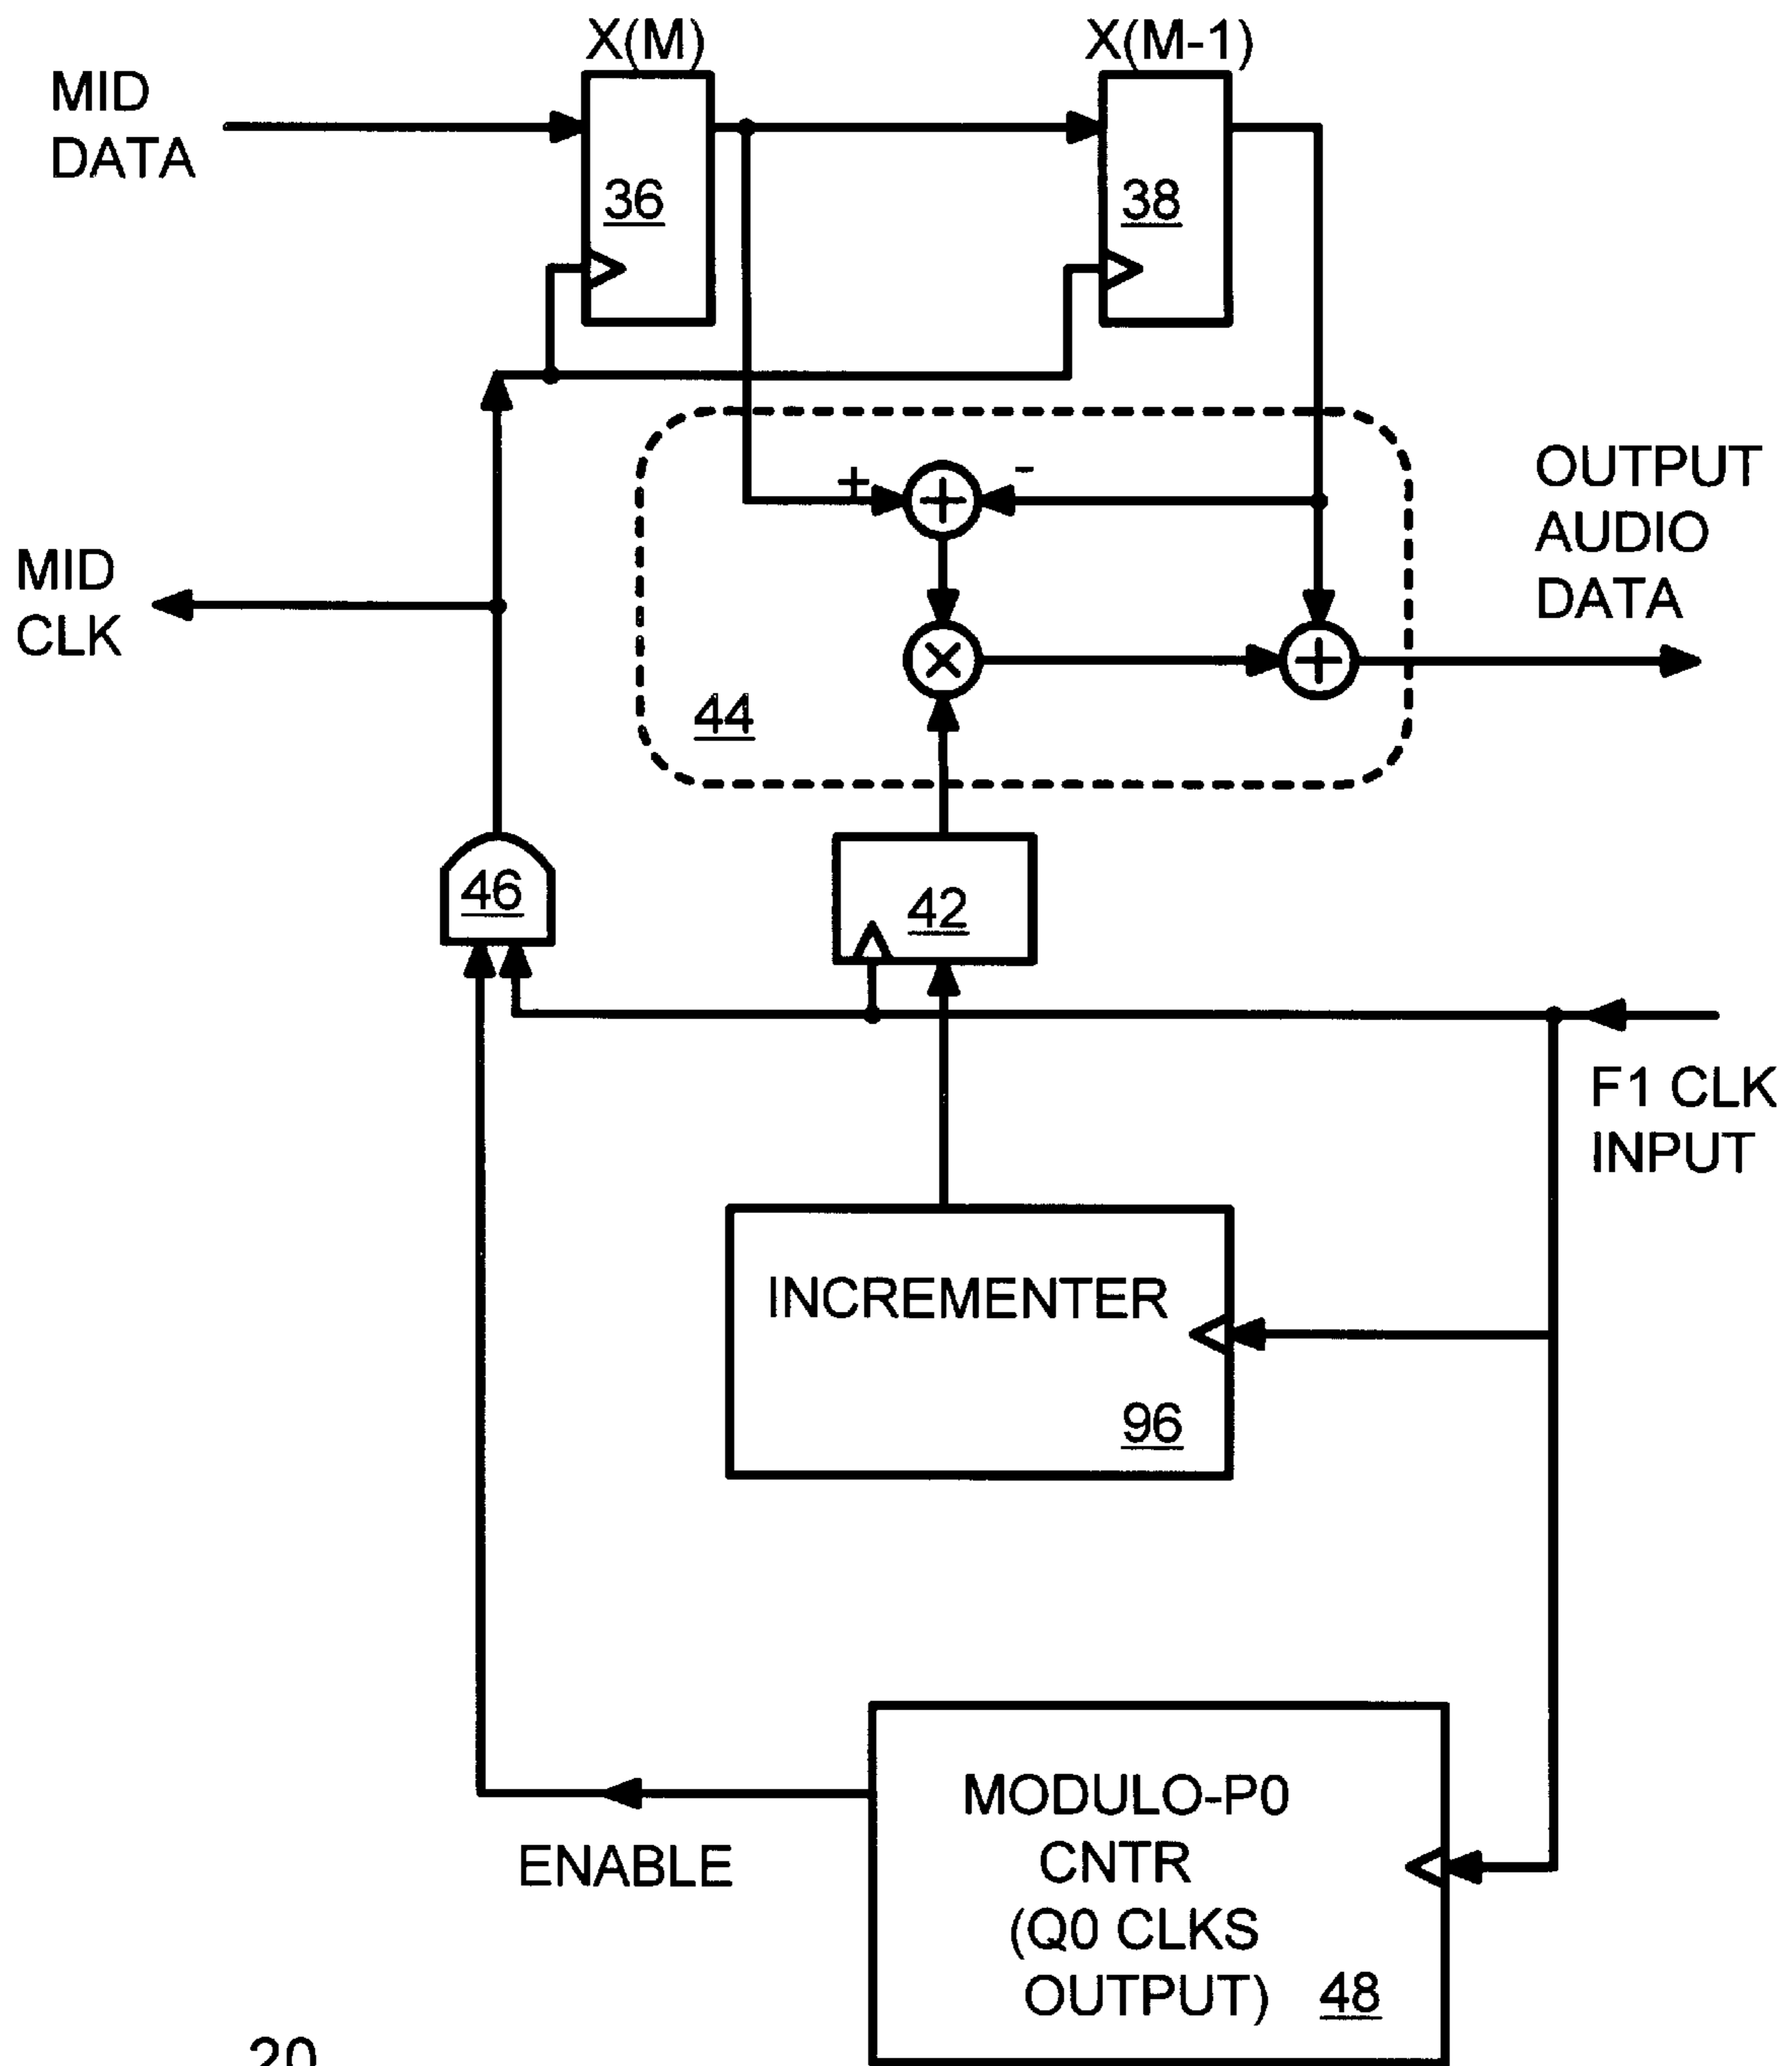 X(M)
X(M-1)
MID
DATA
36
38
+
-
OUTPUT
AUDIO
DATA
MID
CLK
44
46
42
F1 CLK
INPUT
INCREMENTER
96
MODULO-P0
CNTR
(Q0 CLKS
OUTPUT)
48
ENABLE
20